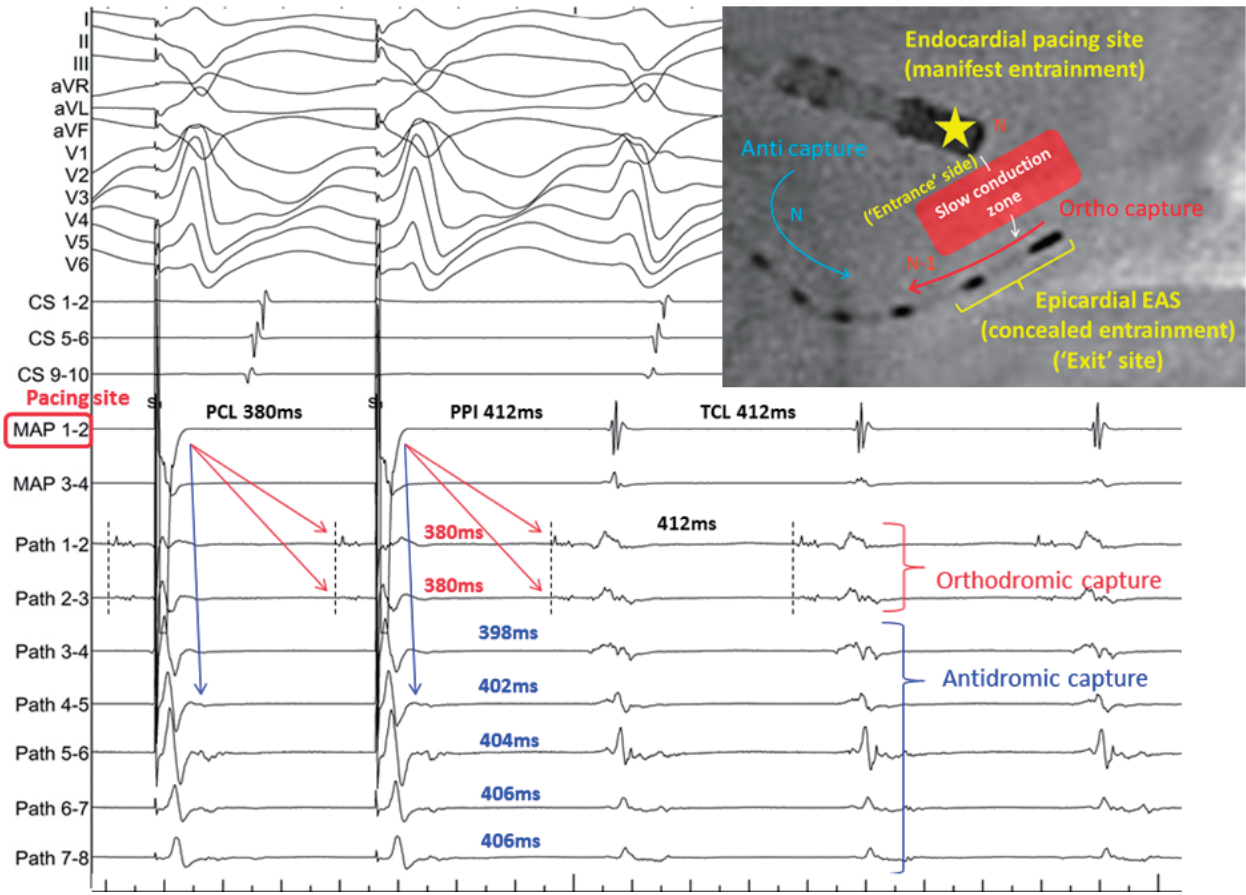 I
II
III
aVR
aVL
aVF
V1
V2
V3
V4
V5
V6
CS 1-2
CS 5-6
CS 9-10
Pacing site
MAP 1-2
MAP 3-4
Path 1-2
Path 2-3
Path 3-4
Path 4-5
Path 5-6
Path 6-7
Path 7-8
PCL 380ms
PPI 412ms
TCL 412ms
380ms
412ms
380ms
398ms
402ms
404ms
406ms
406ms
Orthodromic capture
Antidromic capture
Endocardial pacing site
(manifest entrainment)
N
Anti capture
N
('Entrance' side)
Slow conduction
zone
Ortho capture
N-1
Epicardial EAS
(concealed entrainment)
('Exit' site)